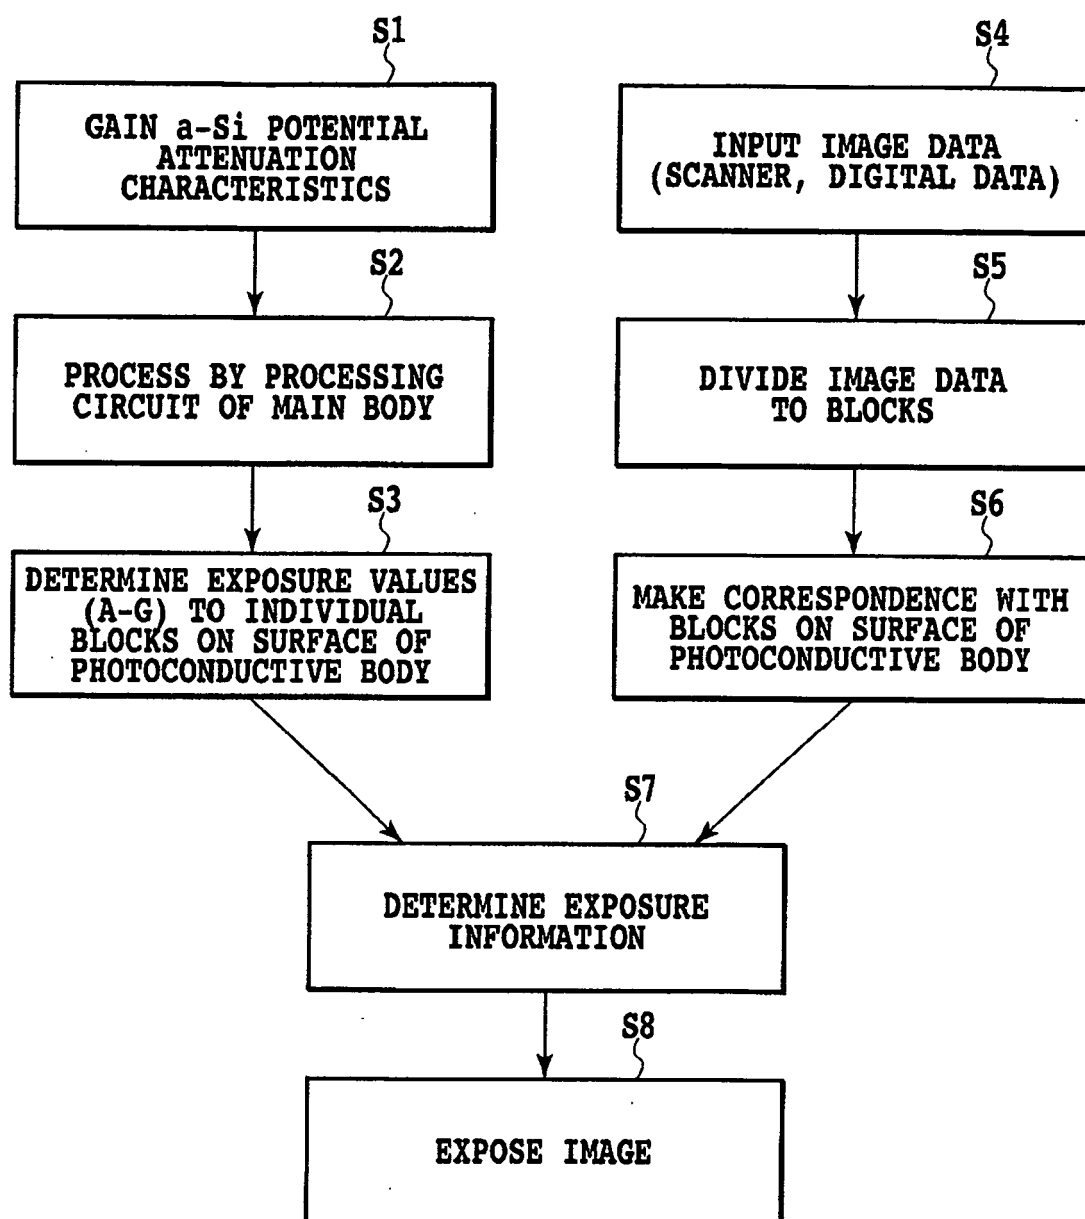 S1
GAIN a-Si POTENTIAL
ATTENUATION
CHARACTERISTICS
S2
PROCESS BY PROCESSING
CIRCUIT OF MAIN BODY
S3
DETERMINE EXPOSURE VALUES
(A-G) TO INDIVIDUAL
BLOCKS ON SURFACE OF
PHOTOCONDUCTIVE BODY
S4
INPUT IMAGE DATA
(SCANNER, DIGITAL DATA)
S5
DIVIDE IMAGE DATA
TO BLOCKS
S6
MAKE CORRESPONDENCE WITH
BLOCKS ON SURFACE OF
PHOTOCONDUCTIVE BODY
S7
DETERMINE EXPOSURE
INFORMATION
S8
EXPOSE IMAGE